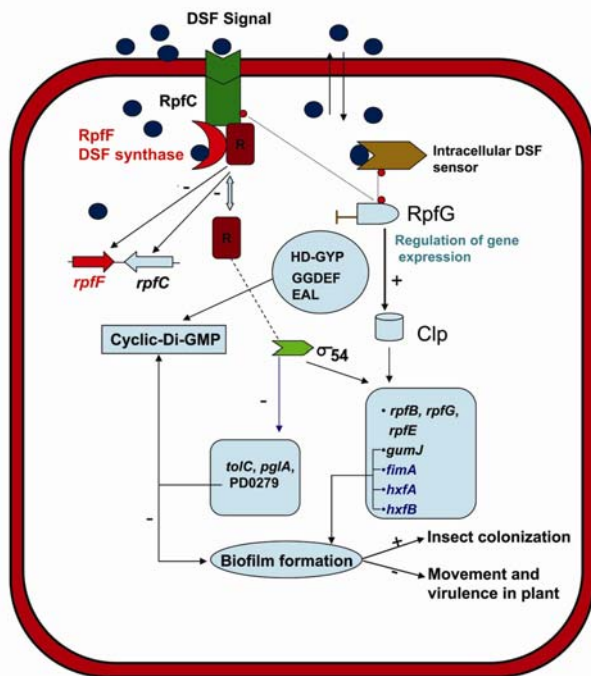 DSF Signal
RpfC
RpfF
DSF synthase
R
Intracellular DSF
sensor
- -
R
RpfG
Regulation of gene
expression
HD-GYP
GGDEF
EAL
rpfF rpfC
+
Clp
Cyclic-Di-GMP
σ54
-
• rpfB, rpfG,
rpfE
•gumJ
•fimA
•hxfA
•hxfB
tolC, pglA,
PD0279
-
Biofilm formation
+
Insect colonization
-
Movement and
virulence in plant